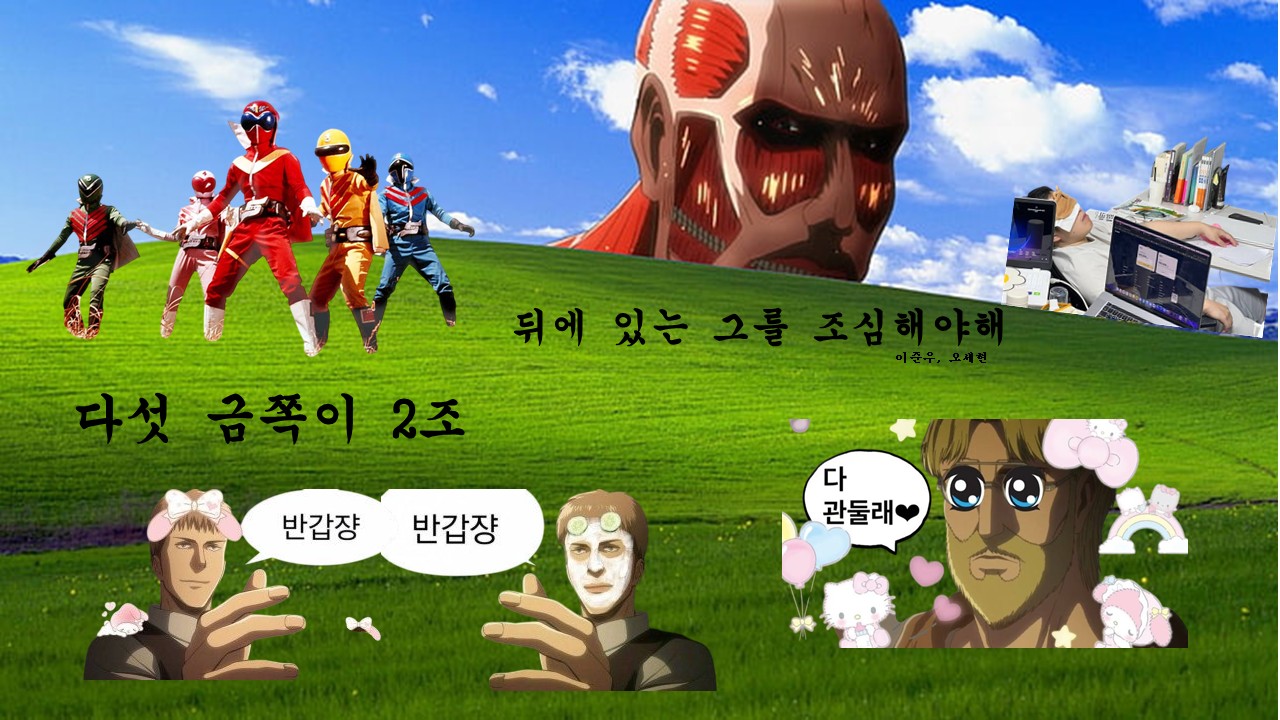 뒤에 있는 그를 조심해야해
이준우, 오세현
다섯 금쪽이 2조
반갑쟝
반갑쟝
다
관둘래❤